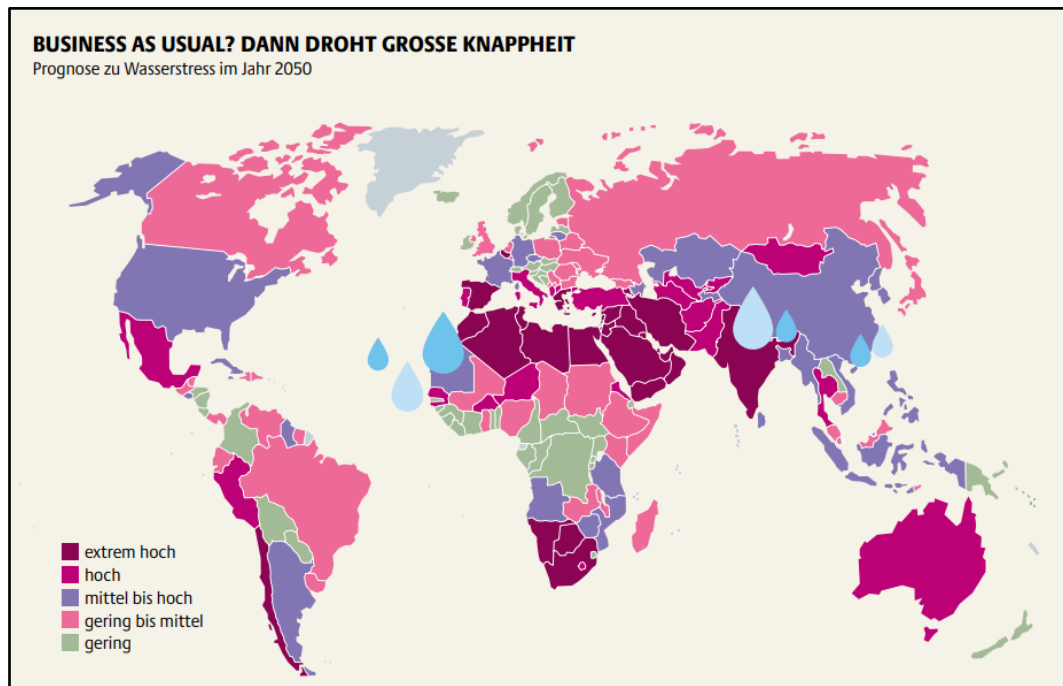 BUSINESS AS USUAL? DANN DROHT GROSSE KNAPPHEIT
Prognose zu Wasserstress im Jahr 2050
extrem hoch
hoch
mittel bis hoch
gering bis mittel
gering